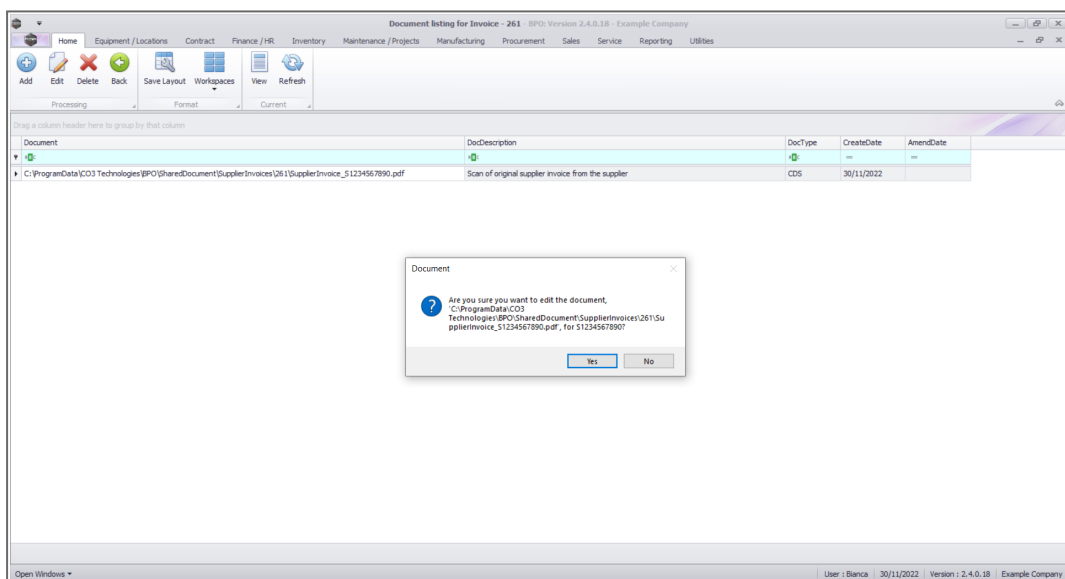 Document listing for Invoice - 261 - BPO: Version 2.4.0.18 - Example Company
Home Equipment / Locations Contract Finance / HR Inventory Maintenance / Projects Manufacturing Procurement Sales Service Reporting Utilities
Add Edit Delete Back Save Layout Workspaces View Refresh
Processing Format Current
Drag a column header here to group by that column
Document DocDescription DocType CreateDate AmendDate
C:\ProgramData\CO3 Technologies\BPO\SharedDocument\SupplierInvoices\261\SupplierInvoice_S1234567890.pdf Scan of original supplier invoice from the supplier CDS 30/11/2022
Document
Are you sure you want to edit the document,
'C:\ProgramData\CO3
Technologies\BPO\SharedDocument\SupplierInvoices\261\Su
pplierInvoice_S1234567890.pdf', for S1234567890?
Yes No
Open Windows User : Bianca 30/11/2022 Version : 2.4.0.18 Example Company